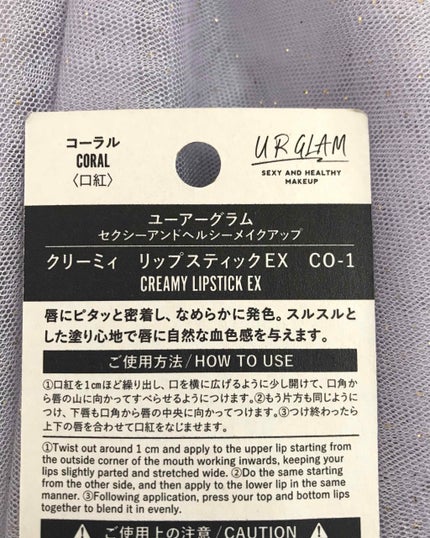 コーラル
CORAL
〈口紅〉
URGLAM
SEXY AND HEALTHY
MAKEUP
ユーアーグラム
セクシーアンドヘルシーメイクアップ
クリーミィ リップスティックEX CO-1
CREAMY LIPSTICK EX
唇にピタッと密着し、なめらかに発色。スルスルと
した塗り心地で唇に自然な血色感を与えます。
ご使用方法/HOW TO USE
①口紅を1cmほど繰り出し、口を横に広げるように少し開けて、口角か
ら唇の山に向かってすべらせるようにつけます。②もう片方も同じように
つけ、下唇も口角から唇の中央に向かってつけます。③つけ終わったら
上下の唇を合わせて口紅をなじませます。
①Twist out around 1 cm and apply to the upper lip starting from
the outside corner of the mouth working inwards, keeping your
lips slightly parted and stretched wide. ②Do the same starting
from the other side, and then apply to the lower lip in the same
manner. ③Following application, press your top and bottom lips
together to blend it in evenly.
ご使用上の注意/CAUTION